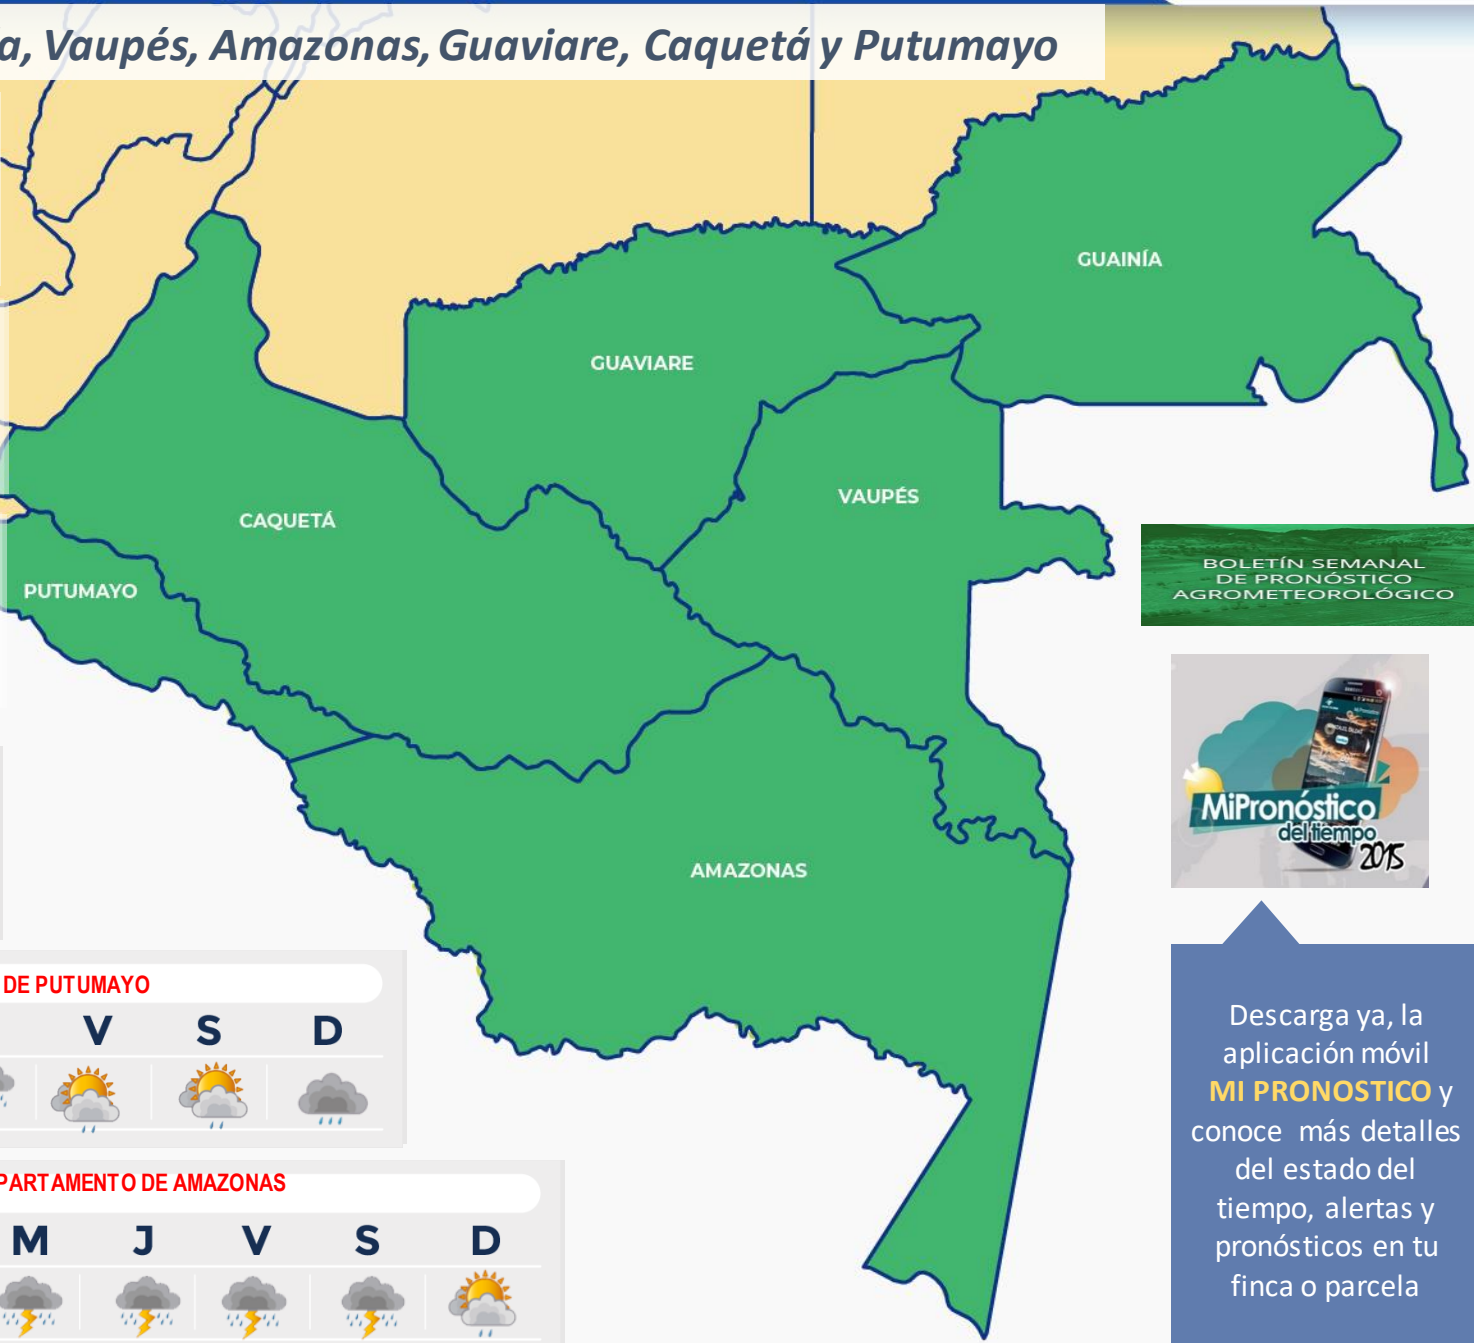 a, Vaupés, Amazonas, Guaviare, Caquetá y Putumayo
GUAINÍA
GUAVIARE
VAUPÉS
CAQUETÁ
PUTUMAYO
AMAZONAS
BOLETÍN SEMANAL
DE PRONÓSTICO
AGROMETEOROLÓGICO
MiPronóstico
del tiempo
2015
Descarga ya, la
aplicación móvil
MI PRONOSTICO y
conoce más detalles
del estado del
tiempo, alertas y
pronósticos en tu
finca o parcela
DE PUTUMAYO
V S D
PARTAMENTO DE AMAZONAS
M J V S D